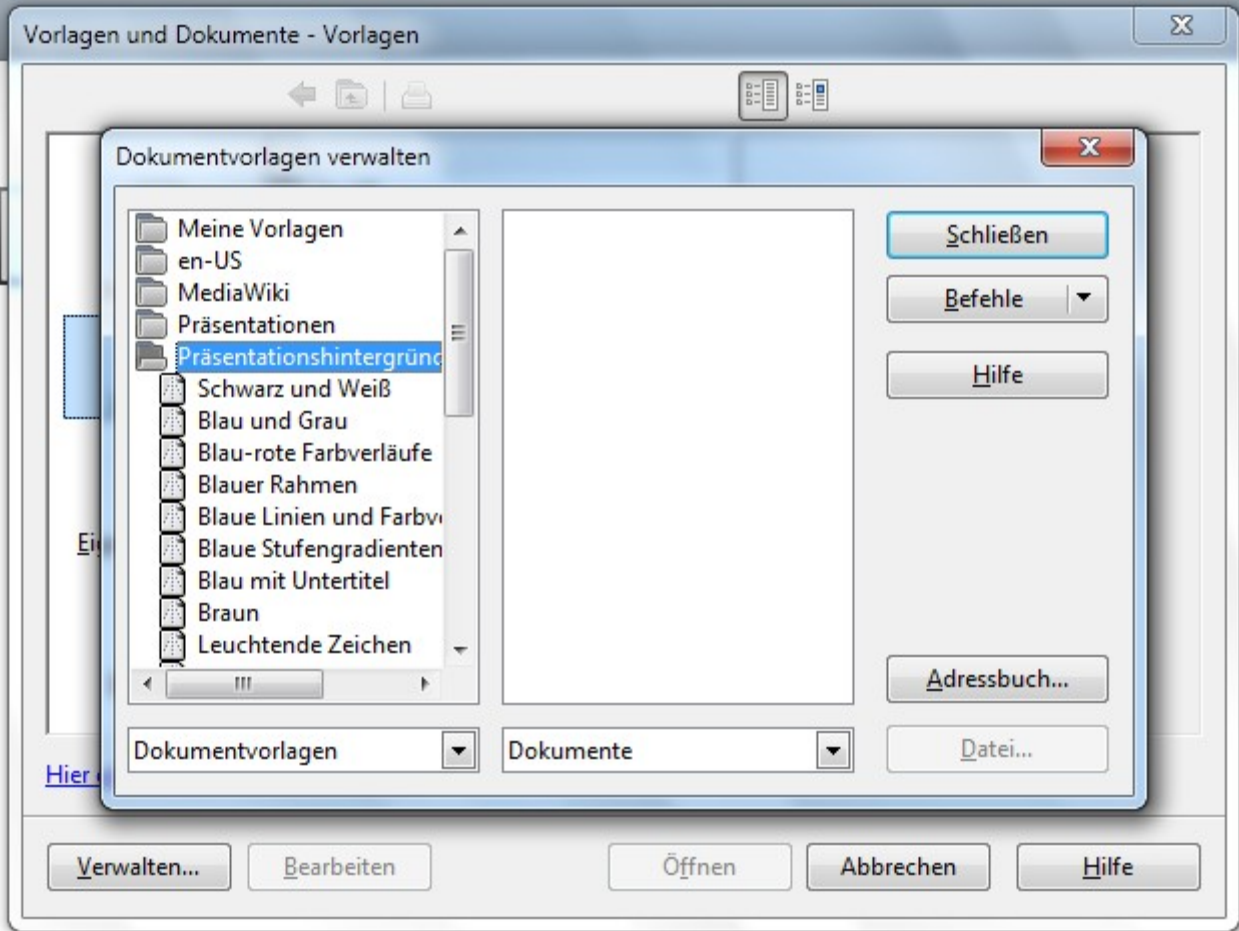 Vorlagen und Dokumente - Vorlagen
Dokumentvorlagen verwalten
Meine Vorlagen
en-US
MediaWiki
Präsentationen
Präsentationshintergründ
Schwarz und Weiß
Blau und Grau
Blau-rote Farbverläufe
Blauer Rahmen
Blaue Linien und Farbv
Blaue Stufengradienten
Blau mit Untertitel
Braun
Leuchtende Zeichen
Schließen
Befehle
Hilfe
Adressbuch...
Datei...
Dokumentvorlagen
Dokumente
Hier
Verwalten...
Bearbeiten
Öffnen
Abbrechen
Hilfe